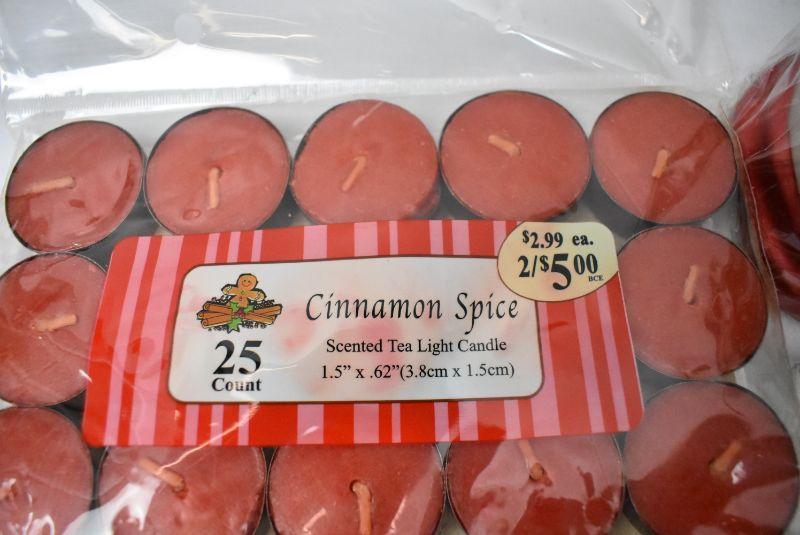 $2.99 ea.
2/$5.00
BCE
Cinnamon Spice
25
Count
Scented Tea Light Candle
1.5" x .62"(3.8cm x 1.5cm)